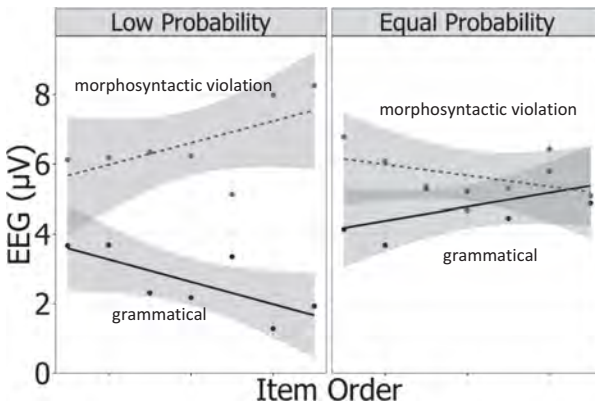 Low Probability
Equal Probability
morphosyntactic violation
grammatical
morphosyntactic violation
grammatical
8
6
4
2
0
EEG (μV)
Item Order